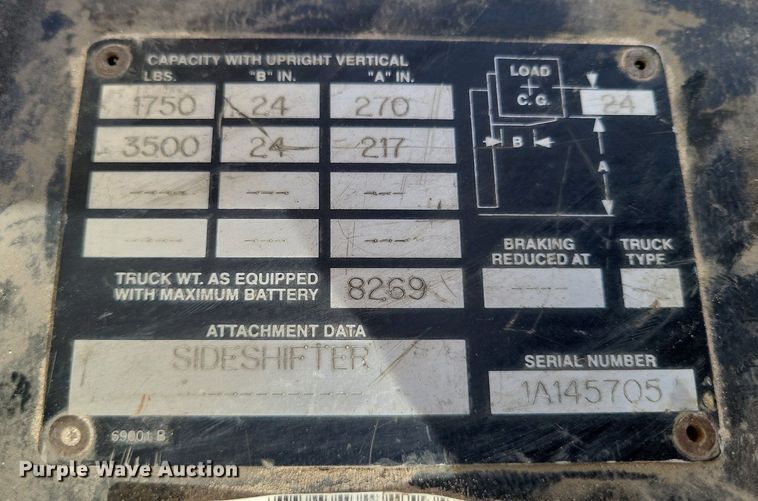 CAPACITY WITH UPRIGHT VERTICAL
LBS. "B" IN. "A" IN.
1750 24 270
3500 24 217
LOAD
C. G.
24
B
A
BRAKING REDUCED AT
TRUCK TYPE
TRUCK WT. AS EQUIPPED
WITH MAXIMUM BATTERY 8269
ATTACHMENT DATA
SIDESHIFTER
SERIAL NUMBER
1A145705
59001 B
Purple Wave Auction